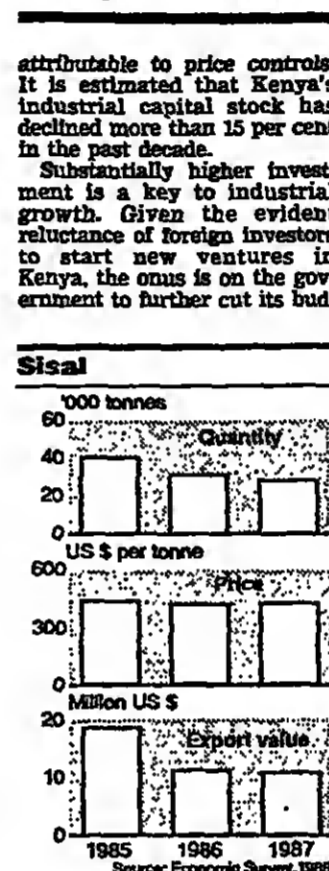 attributable to price controls.
It is estimated that Kenya's
industrial capital stock has
declined more than 15 per cent
in the past decade.
Substantially higher invest
ment is a key to industrial
growth. Given the evident
reluctance of foreign investors
to start new ventures in
Kenya, the onus is on the gov
ernment to further cut its bud
Sisal
'000 tonnes
60
Quantity
40
20
0
US $ per tonne
600
Price
300
0
Million US $
20
Export value
10
0
1985 1986 1987
Source: Economic Survey, 1988